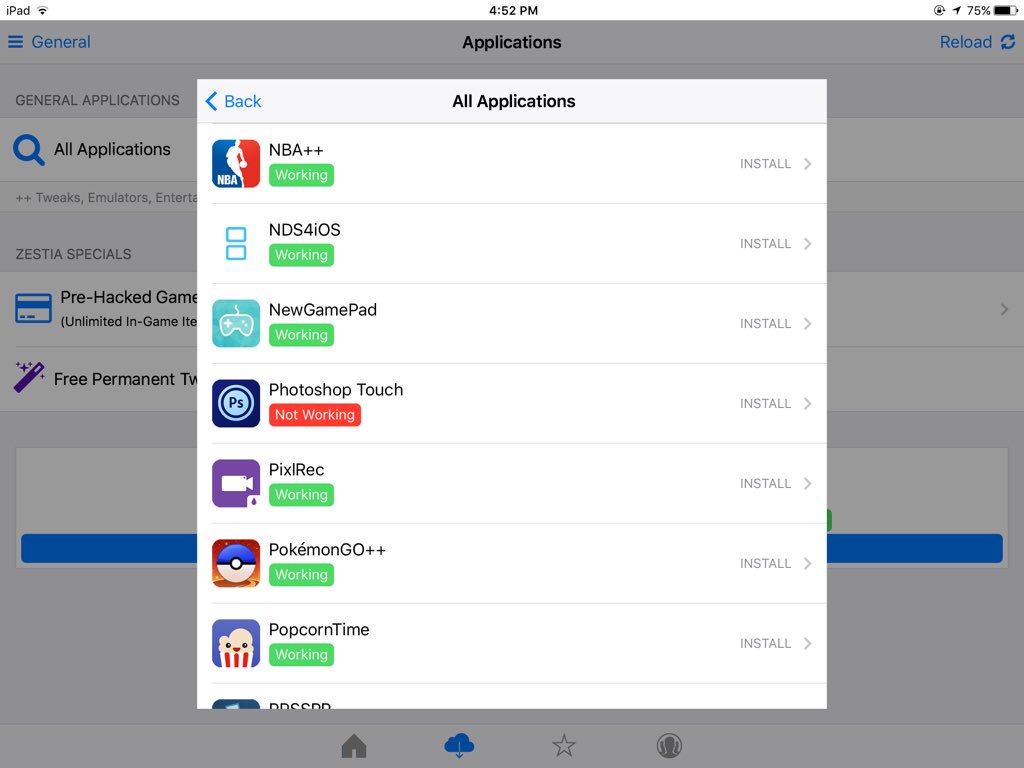 iPad 4:52 PM 75%
General Applications Reload
GENERAL APPLICATIONS
All Applications
++ Tweaks, Emulators, Enterta
ZESTIA SPECIALS
Pre-Hacked Game
(Unlimited In-Game Ite
Free Permanent Tw
Back All Applications
NBA
NBA++
Working
INSTALL
NDS4iOS
Working
INSTALL
NewGamePad
Working
INSTALL
Ps
Photoshop Touch
Not Working
INSTALL
PixlRec
Working
INSTALL
PokémonGO++
Working
INSTALL
PopcornTime
Working
INSTALL